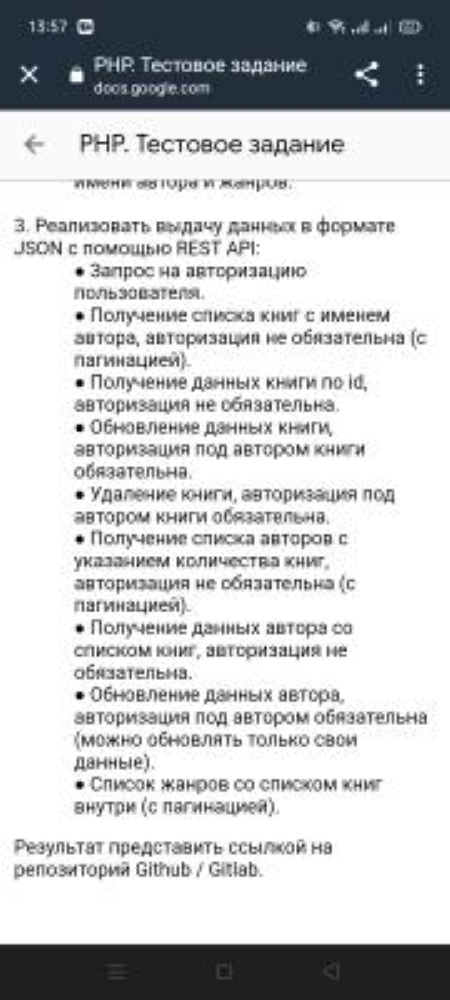 13:57
PHP. Тестовое задание
docs.google.com
PHP. Тестовое задание
имени автора и жанров.
3. Реализовать выдачу данных в формате
JSON с помощью REST API:
● Запрос на авторизацию
пользователя.
● Получение списка книг с именем
автора, авторизация не обязательна (с
пагинацией).
● Получение данных книги по id,
авторизация не обязательна.
● Обновление данных книги,
авторизация под автором книги
обязательна.
● Удаление книги, авторизация под
автором книги обязательна.
● Получение списка авторов с
указанием количества книг,
авторизация не обязательна (с
пагинацией).
● Получение данных автора со
списком книг, авторизация не
обязательна.
● Обновление данных автора,
авторизация под автором обязательна
(можно обновлять только свои
данные).
● Список жанров со списком книг
внутри (с пагинацией).
Результат представить ссылкой на
репозиторий Github / Gitlab.